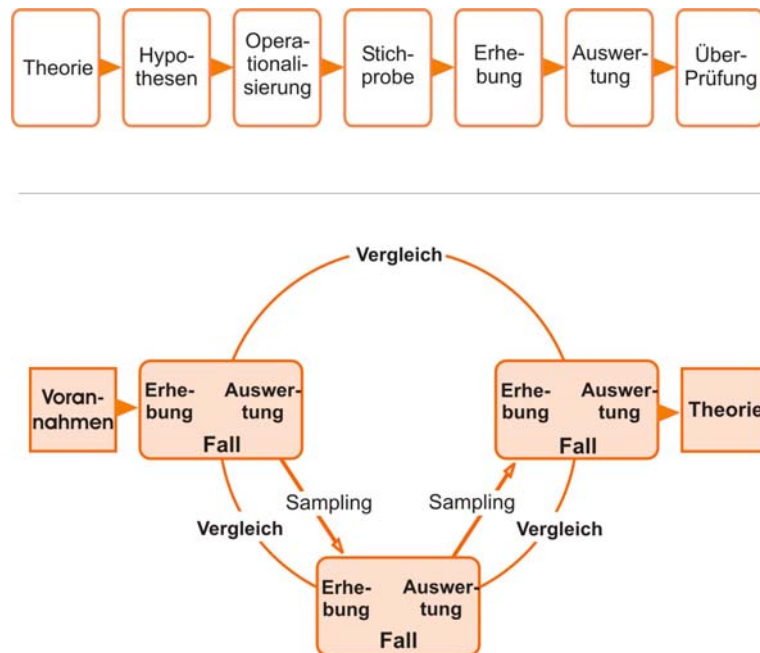 Theorie
Hypo-
thesen
Opera-
tionali-
sierung
Stich-
probe
Erhe-
bung
Auswer-
tung
Über-
Prüfung
Vergleich
Voran-
nahmen
Erhe-
bung
Auswer-
tung
Fall
Erhe-
bung
Auswer-
tung
Fall
Theorie
Sampling
Sampling
Vergleich
Vergleich
Erhe-
bung
Auswer-
tung
Fall